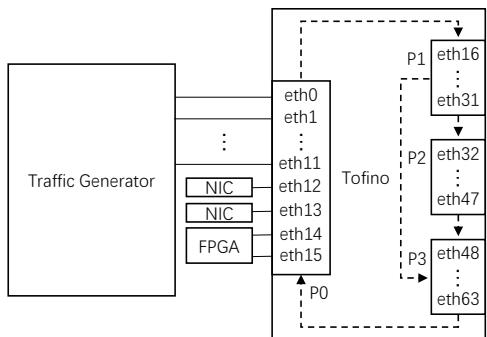 Traffic Generator
⋮
NIC
NIC
FPGA
eth0
eth1
⋮
eth11
eth12
eth13
eth14
eth15
P0
Tofino
P1
eth16
⋮
eth31
P2
eth32
⋮
eth47
P3
eth48
⋮
eth63